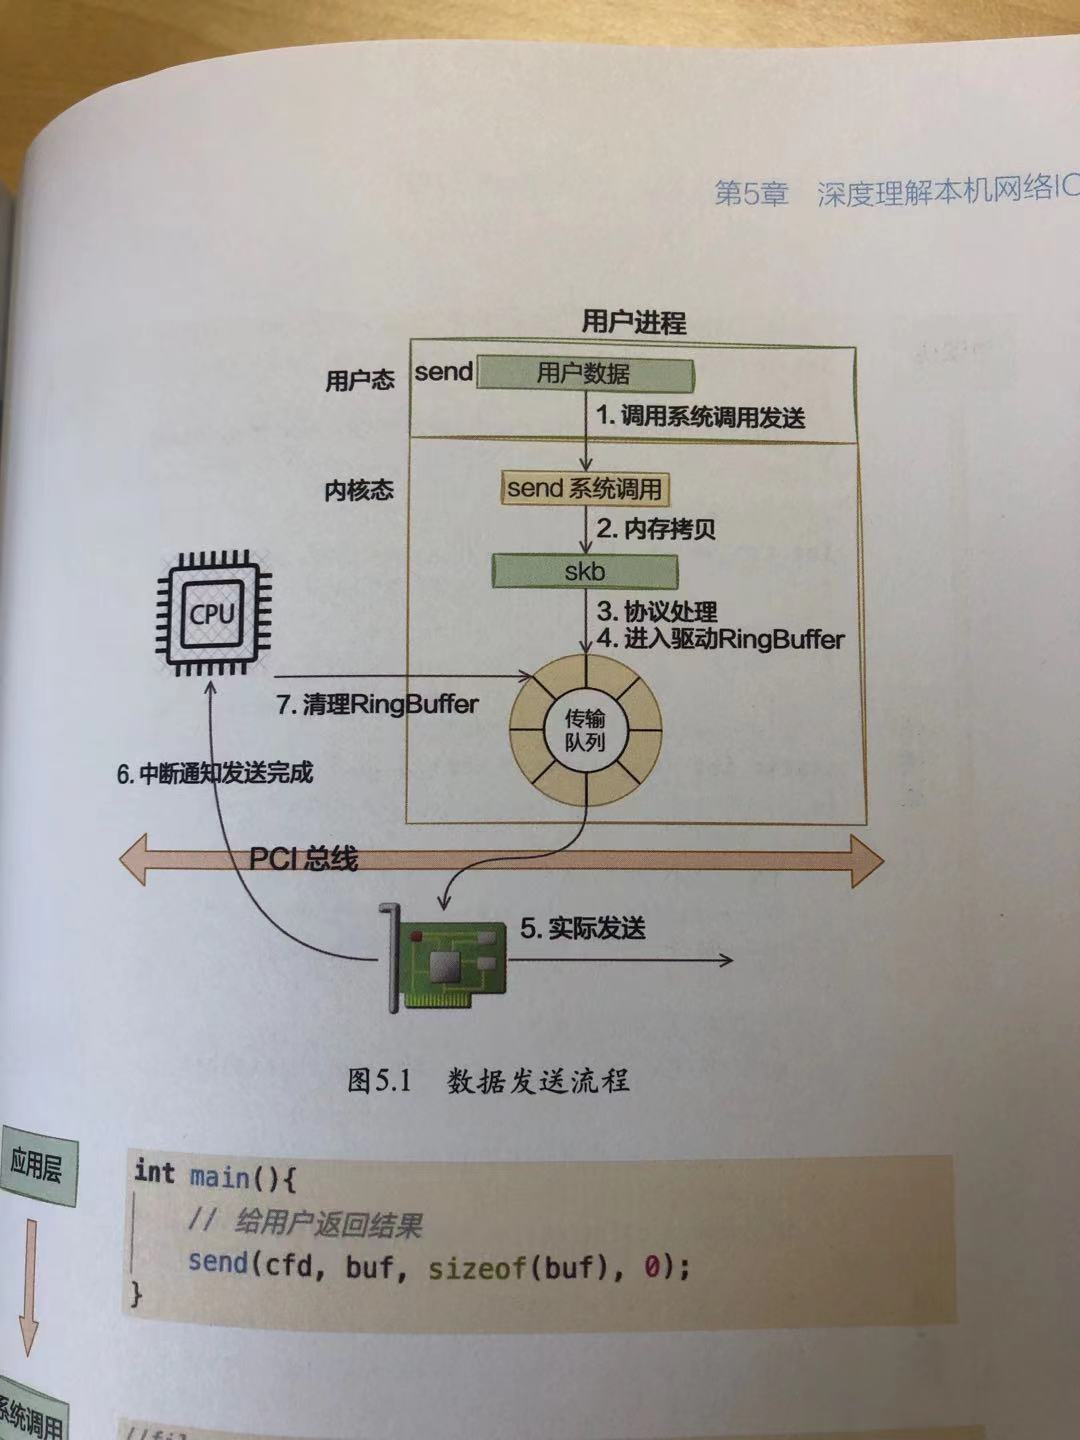 第5章 深度理解本机网络IO
用户进程
用户态
send
用户数据
1. 调用系统调用发送
内核态
send 系统调用
2. 内存拷贝
skb
3. 协议处理
4. 进入驱动RingBuffer
CPU
7. 清理RingBuffer
传输
队列
6. 中断通知发送完成
PCI 总线
5. 实际发送
图5.1 数据发送流程
应用层
int main(){
// 给用户返回结果
send(cfd, buf, sizeof(buf), 0);
}
系统调用